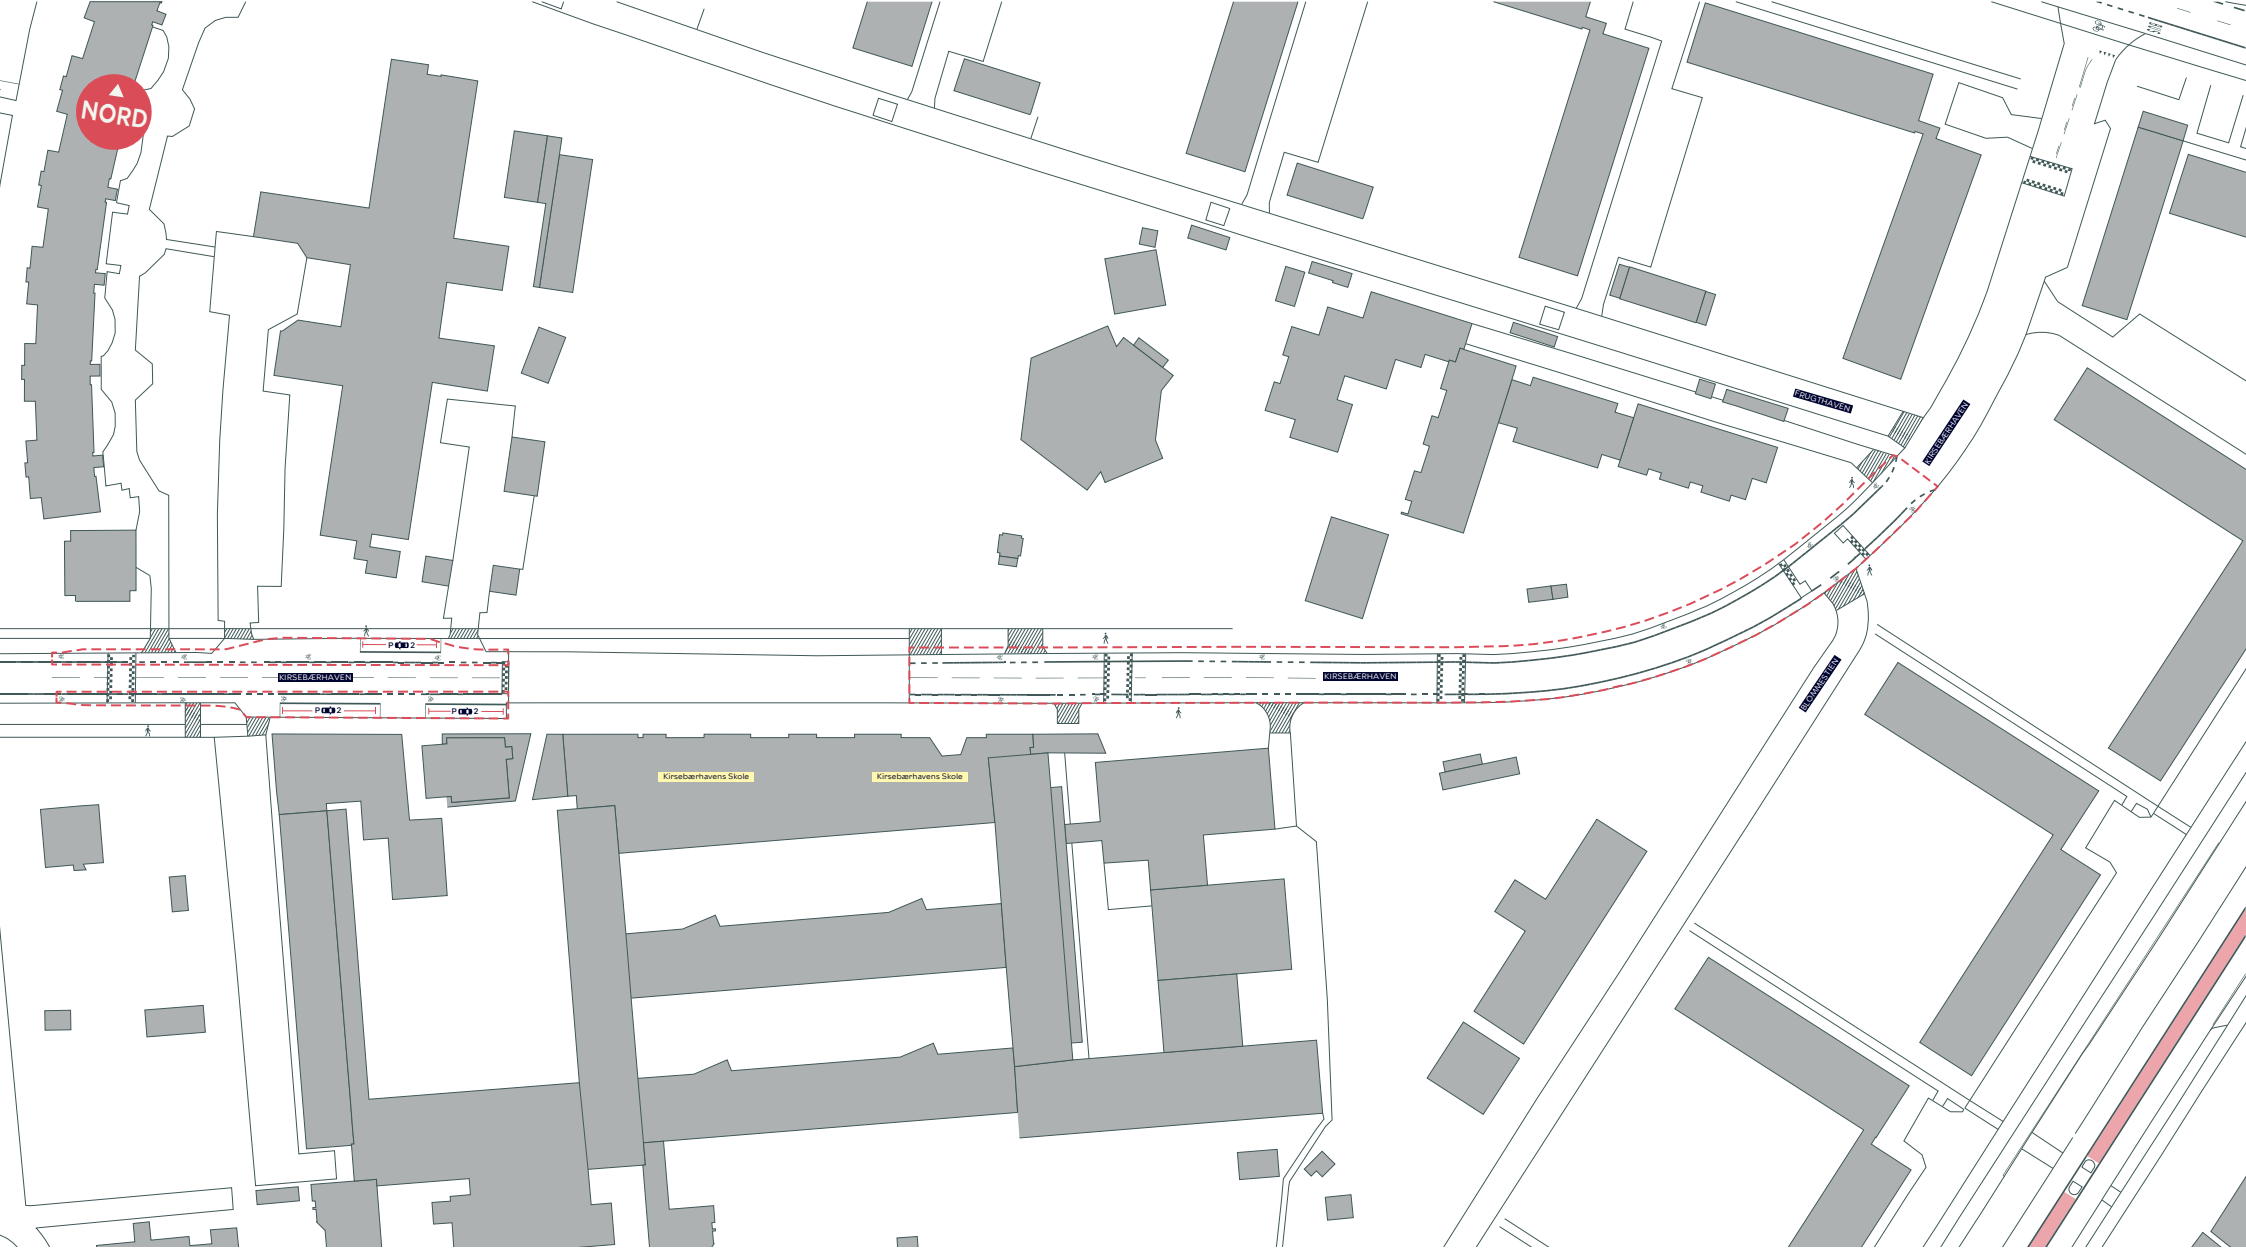 NORD
FRUGTHAVEN
KIRSEBÆRHAVEN
P 2
KIRSEBÆRHAVEN
KIRSEBÆRHAVEN
BLOMMESTIEN
P 2
P 2
Kirsebærhavens Skole
Kirsebærhavens Skole